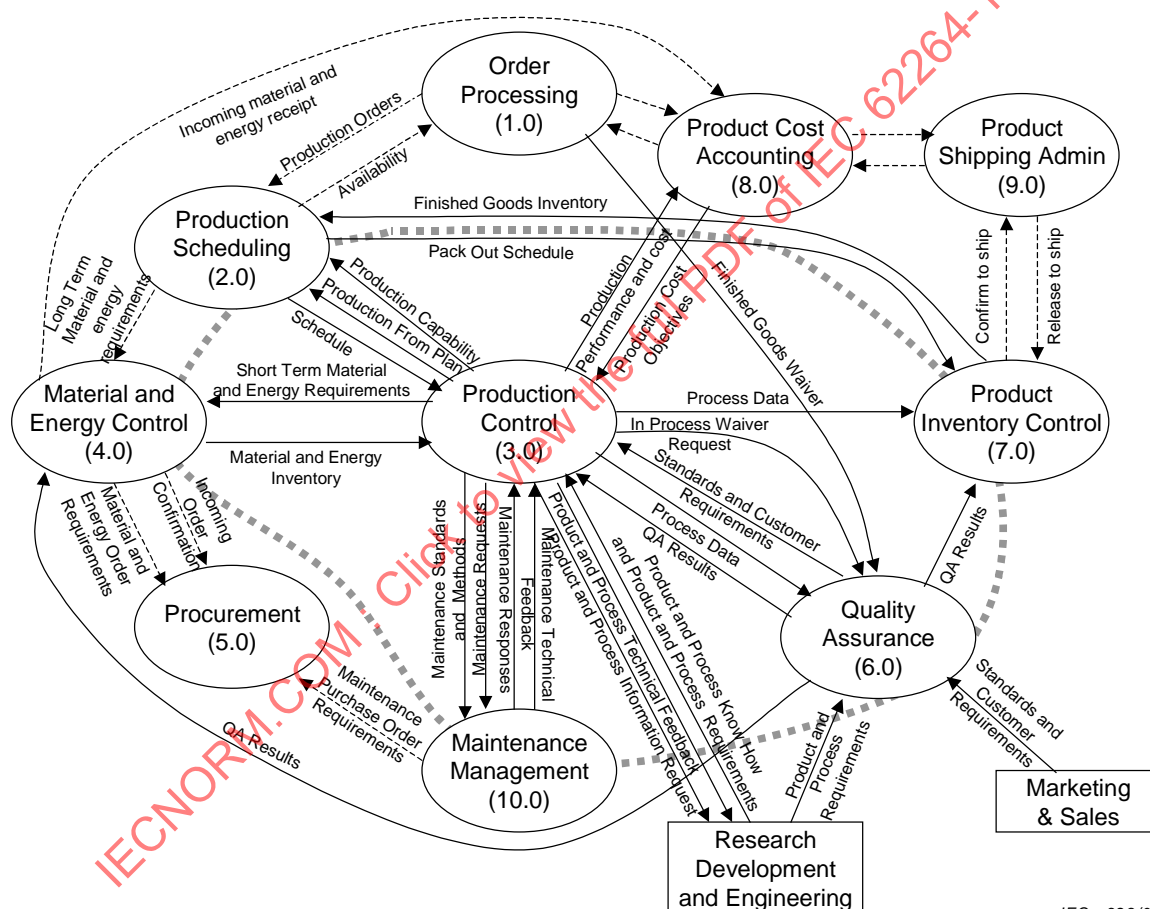 Order
Processing
(1.0)
Product Cost
Accounting
(8.0)
Product
Shipping Admin
(9.0)
Incoming material and
energy receipt
Production Orders
Availability
Production
Scheduling
(2.0)
Finished Goods Inventory
Pack Out Schedule
Long Term
Material and
energy
requirements
Production Capability
Production From Plan
Schedule
Production
Performance and cost
Production Cost
Objectives
Finished Goods Waiver
Confirm to ship
Release to ship
Material and
Energy Control
(4.0)
Short Term Material
and Energy Requirements
Material and Energy
Inventory
Production
Control
(3.0)
Process Data
In Process Waiver
Request
Product
Inventory Control
(7.0)
Standards and Customer
Requirements
Process Data
QA Results
QA Results
Material and
Energy Order
Requirements
Incoming
Order
Confirmation
Procurement
(5.0)
Maintenance Standards
and Methods
Maintenance Requests
Maintenance Responses
Maintenance Technical
Feedback
Product and Process Technical Feedback
Product and Process Information
Request
Product and Process Know How
and Product and Process Requirements
Quality
Assurance
(6.0)
Maintenance
Purchase Order
Requirements
QA Results
Maintenance
Management
(10.0)
Product and
Process
Requirements
Standards and
Customer
Requirements
Marketing
& Sales
Research
Development
and Engineering
IECNORM.COM : Click to view the full PDF of IEC 62264-1